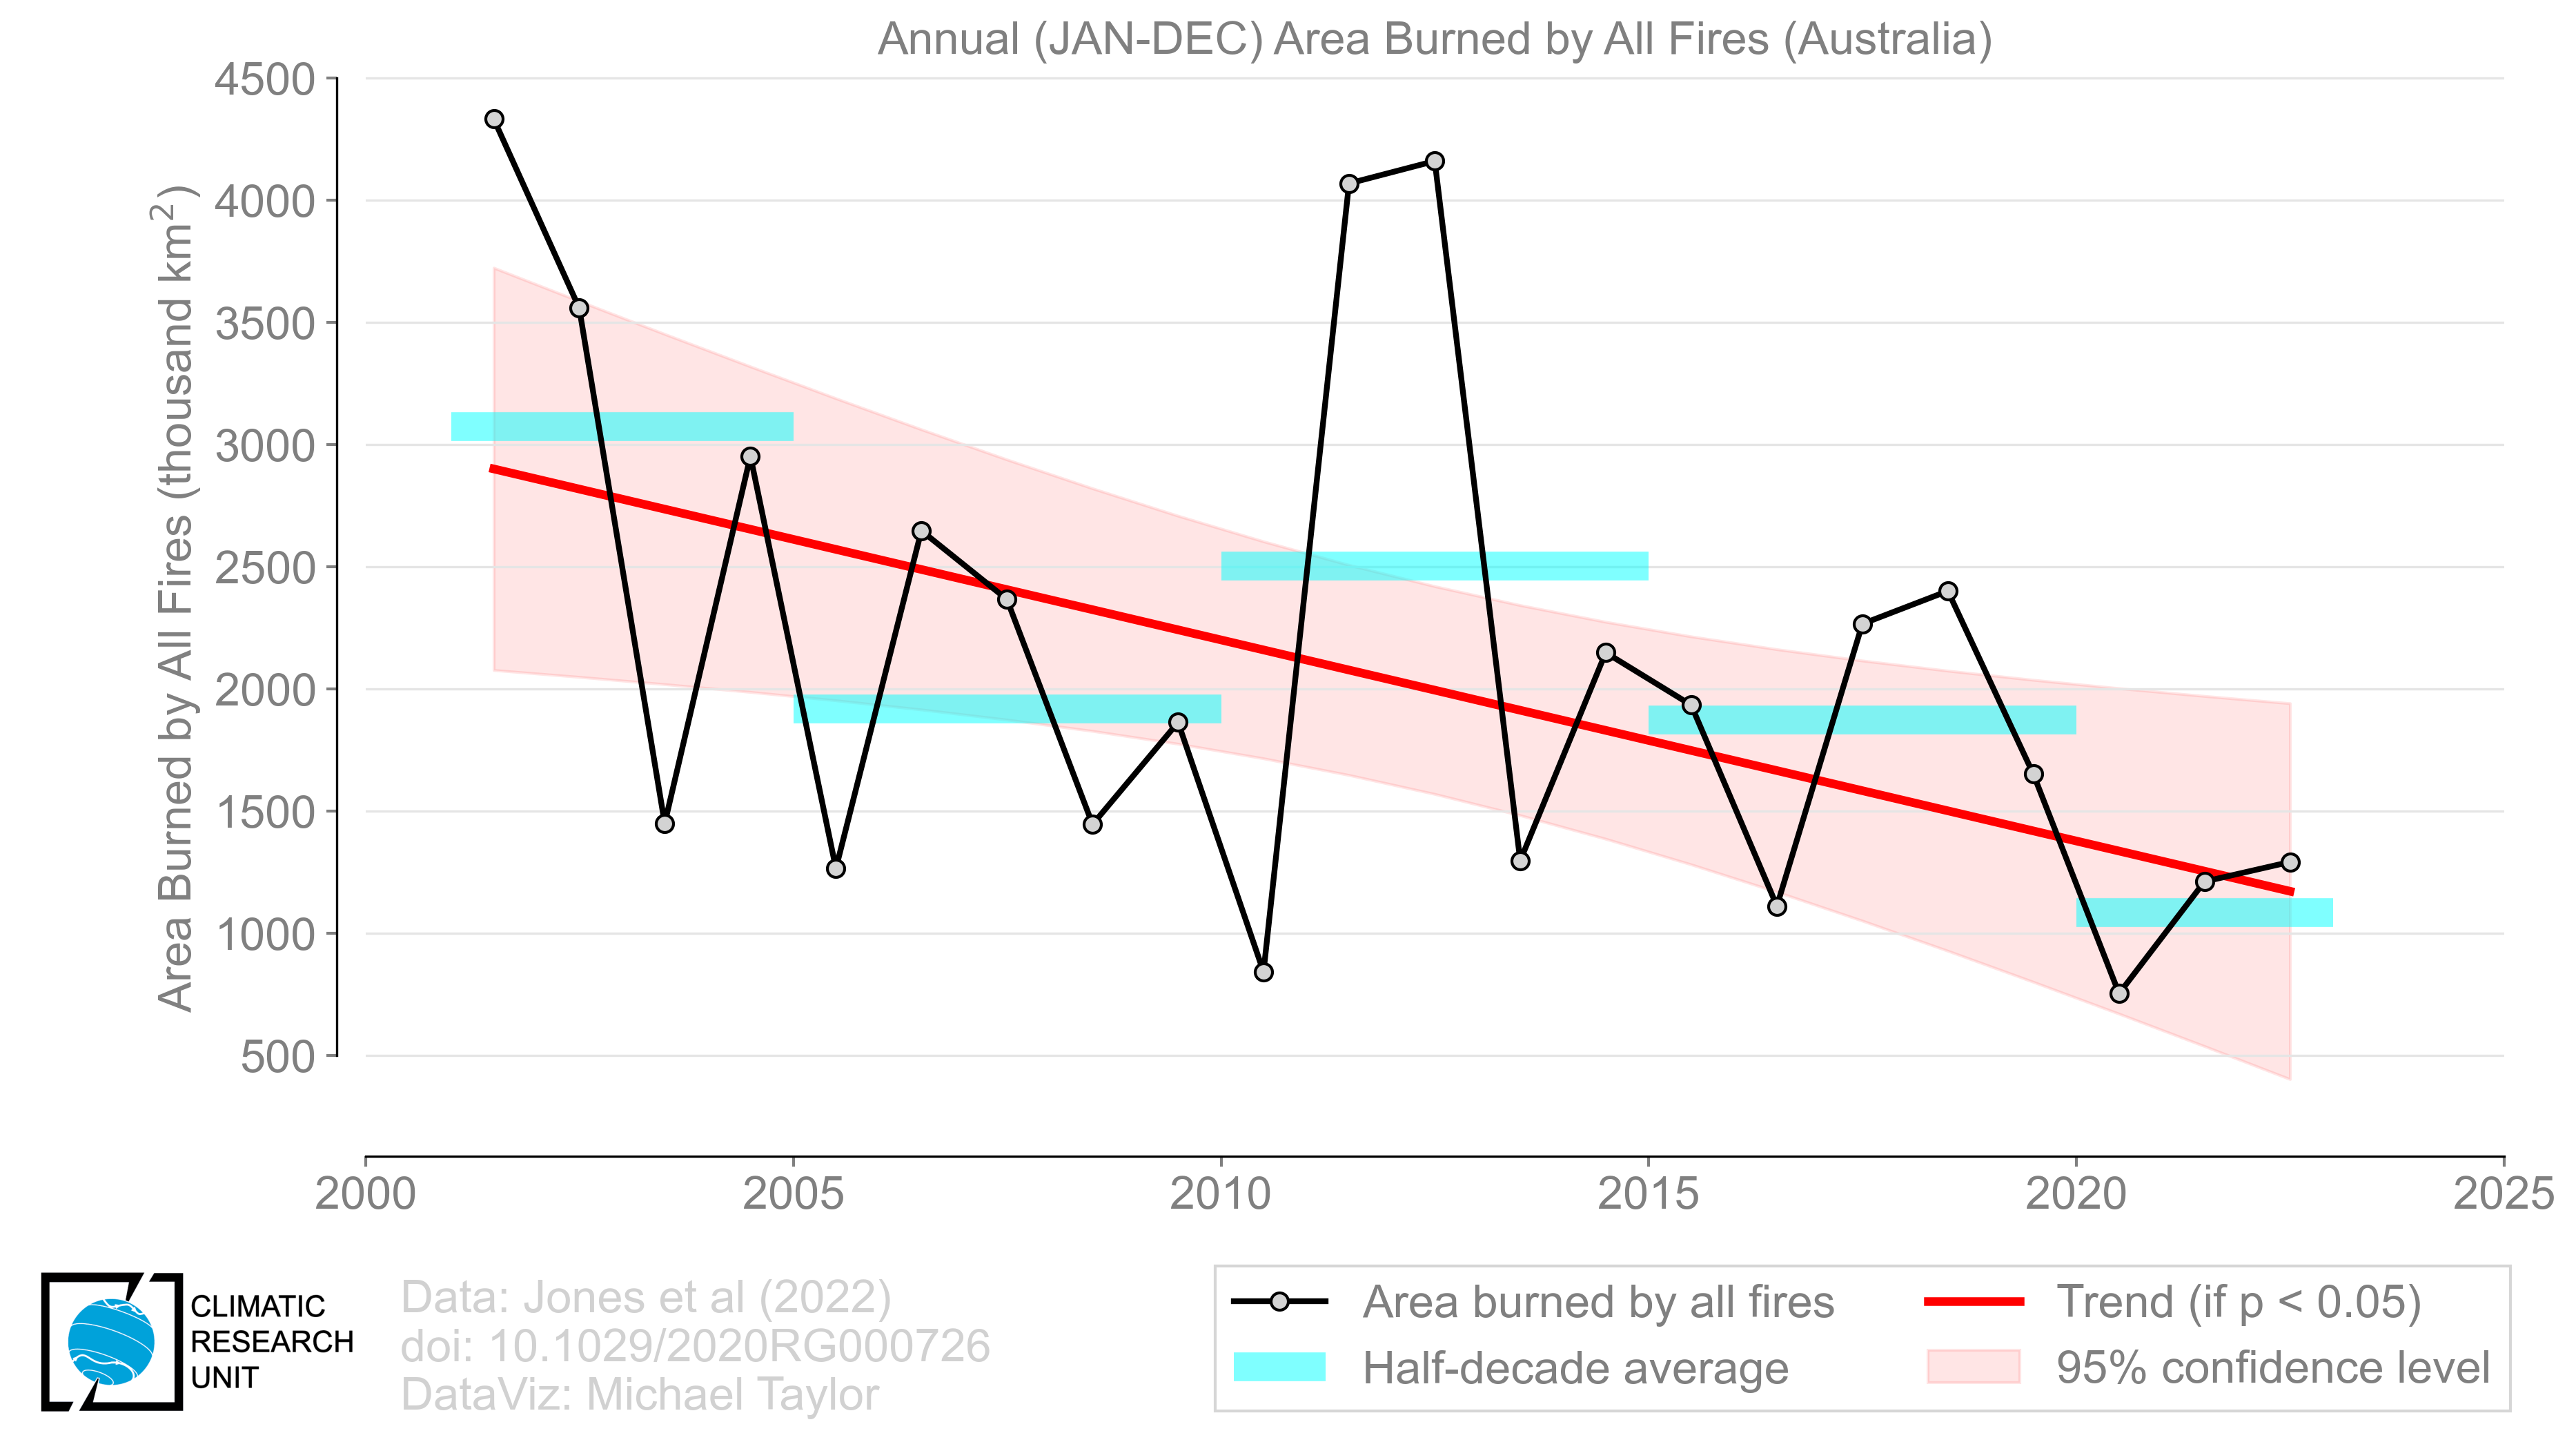 Annual (JAN-DEC) Area Burned by All Fires (Australia)
Area Burned by All Fires (thousand km²)
4500
4000
3500
3000
2500
2000
1500
1000
500
2000 2005 2010 2015 2020 2025
CLIMATIC
RESEARCH
UNIT
Data: Jones et al (2022)
doi: 10.1029/2020RG000726
DataViz: Michael Taylor
Area burned by all fires
Half-decade average
Trend (if p < 0.05)
95% confidence level